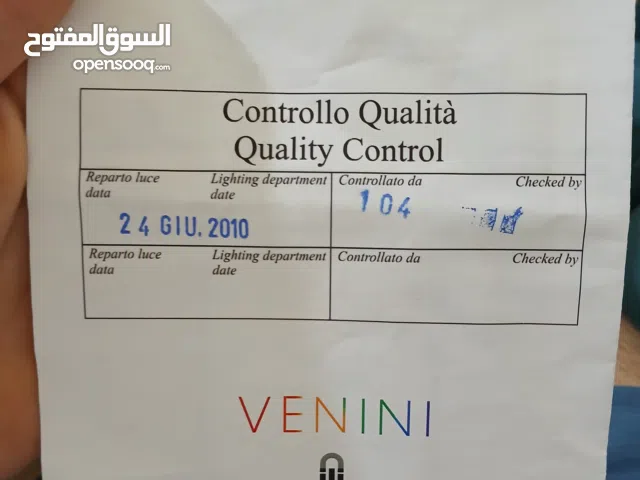 السوق المفتوح
opensooq.com
Controllo Qualità
Quality Control
Reparto luce Lighting department Controllato da Checked by
data date
24 GIU. 2010 104
Reparto luce Lighting department Controllato da Checked by
data date
VENINI